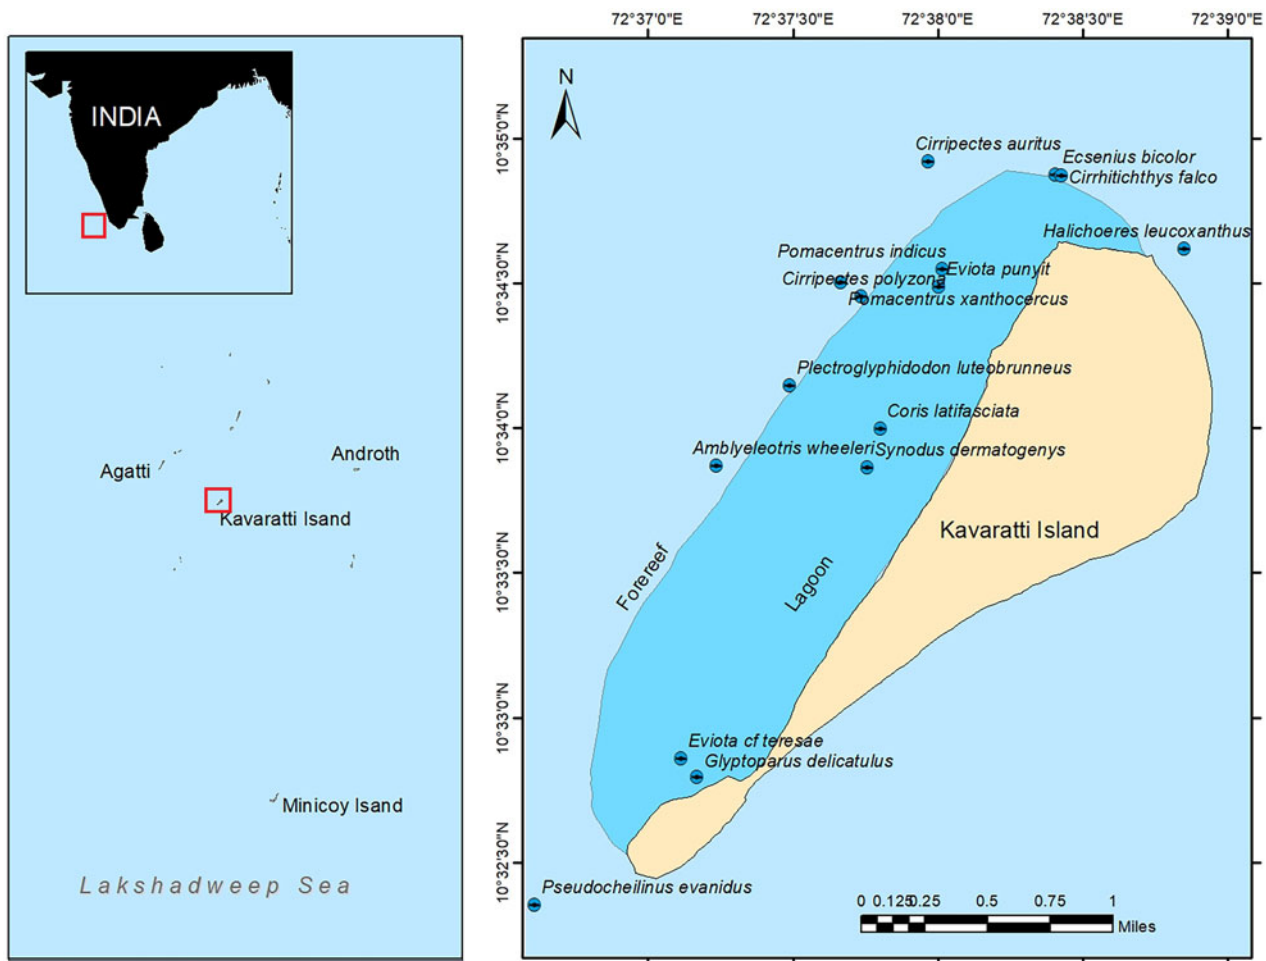 72°37'0"E
72°37'30"E
72°38'0"E
72°38'30"E
72°39'0"E
INDIA
N
10°35'0"N
10°34'30"N
10°34'0"N
10°33'30"N
10°33'0"N
10°32'30"N
Cirripectes auritus
Ecsenius bicolor
Cirrhitichthys falco
Halichoeres leucoxanthus
Pomacentrus indicus
Eviota punyit
Cirripectes polyzona
Pomacentrus xanthocercus
Plectroglyphidodon luteobrunneus
Coris latifasciata
Amblyeleotris wheeleri
Synodus dermatogenys
Kavaratti Island
Forereef
Lagoon
Eviota cf teresae
Glyptoparus delicatulus
Pseudocheilinus evanidus
Agatti
Androth
Kavaratti Isand
Minicoy Isand
Lakshadweep Sea
0 0.125 0.25 0.5 0.75 1
Miles